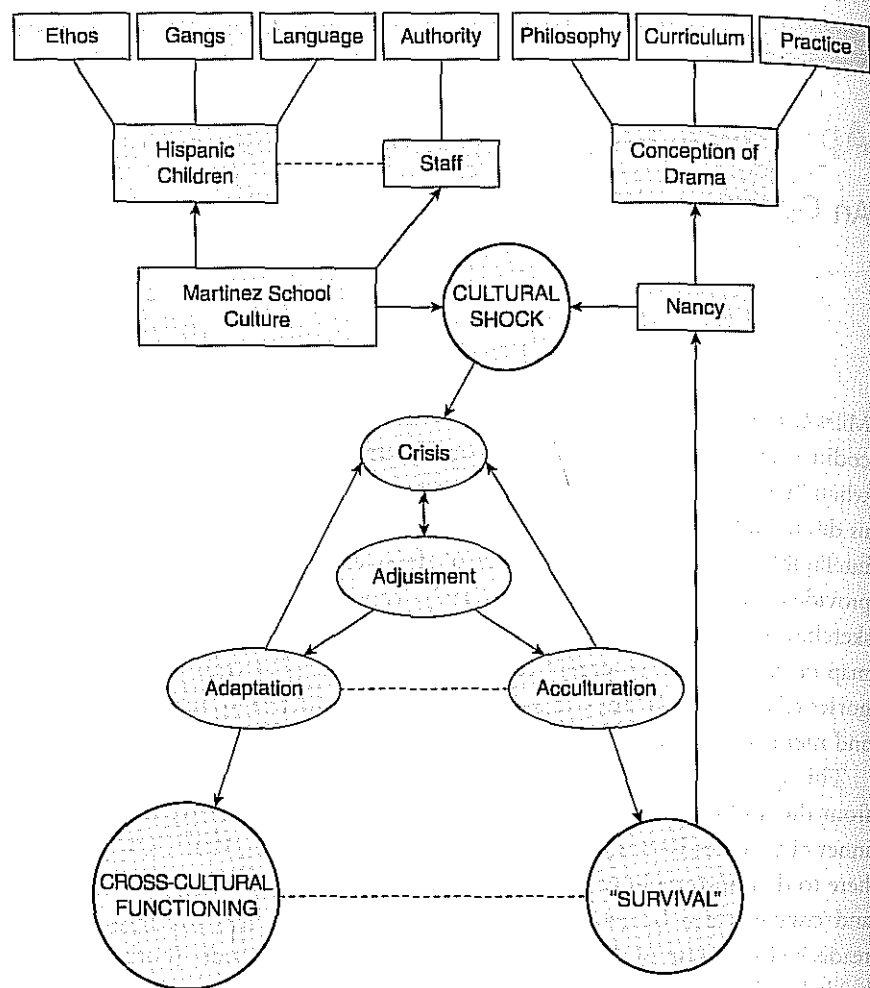 Ethos
Gangs
Language
Authority
Philosophy
Curriculum
Practice
Hispanic
Children
Staff
Conception of
Drama
Martinez School
Culture
CULTURAL
SHOCK
Nancy
Crisis
Adjustment
Adaptation
Acculturation
CROSS-CULTURAL
FUNCTIONING
"SURVIVAL"